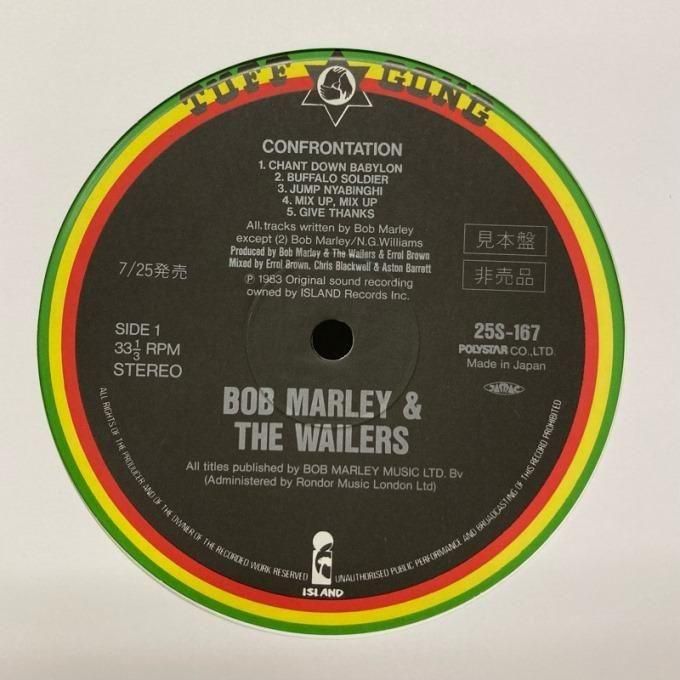 TUFF GONG
CONFRONTATION
1. CHANT DOWN BABYLON
2. BUFFALO SOLDIER
3. JUMP NYABINGHI
4. MIX UP, MIX UP
5. GIVE THANKS
All tracks written by Bob Marley
except (2) Bob Marley/N.G.Williams
Produced by Bob Marley & The Wailers & Errol Brown
Mixed by Errol Brown, Chris Blackwell & Aston Barrett
℗ 1983 Original sound recording
owned by ISLAND Records Inc.
見本盤
非売品
7/25発売
SIDE 1
33⅓ RPM
STEREO
25S-167
POLYSTAR CO., LTD.
Made in Japan
JASRAC
BOB MARLEY &
THE WAILERS
All titles published by BOB MARLEY MUSIC LTD. Bv
(Administered by Rondor Music London Ltd)
ALL RIGHTS OF THE PRODUCER AND OF THE OWNER OF THE RECORDED WORK RESERVED
UNAUTHORISED PUBLIC PERFORMANCE AND BROADCASTING OF THIS RECORD PROHIBITED
ISLAND